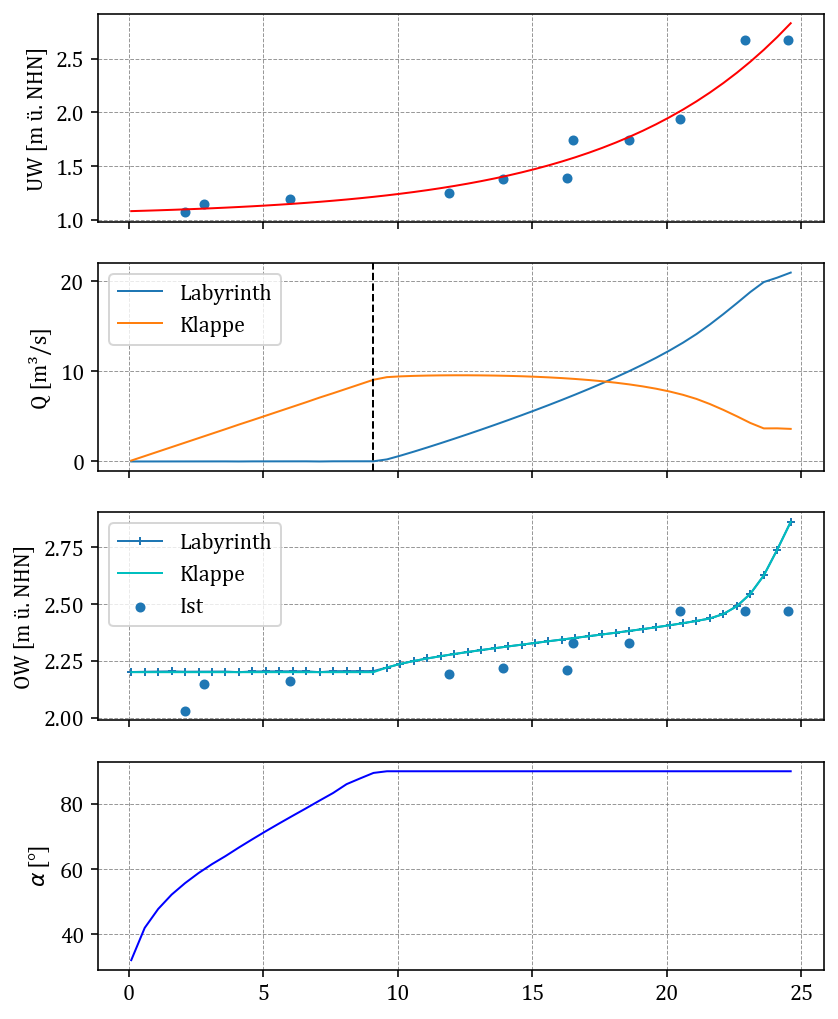 UW [m ü. NHN]
2.5
2.0
1.5
1.0
Q [m³/s]
20
10
0
Labyrinth
Klappe
OW [m ü. NHN]
2.75
2.50
2.25
2.00
Labyrinth
Klappe
Ist
α [°]
80
60
40
0 5 10 15 20 25